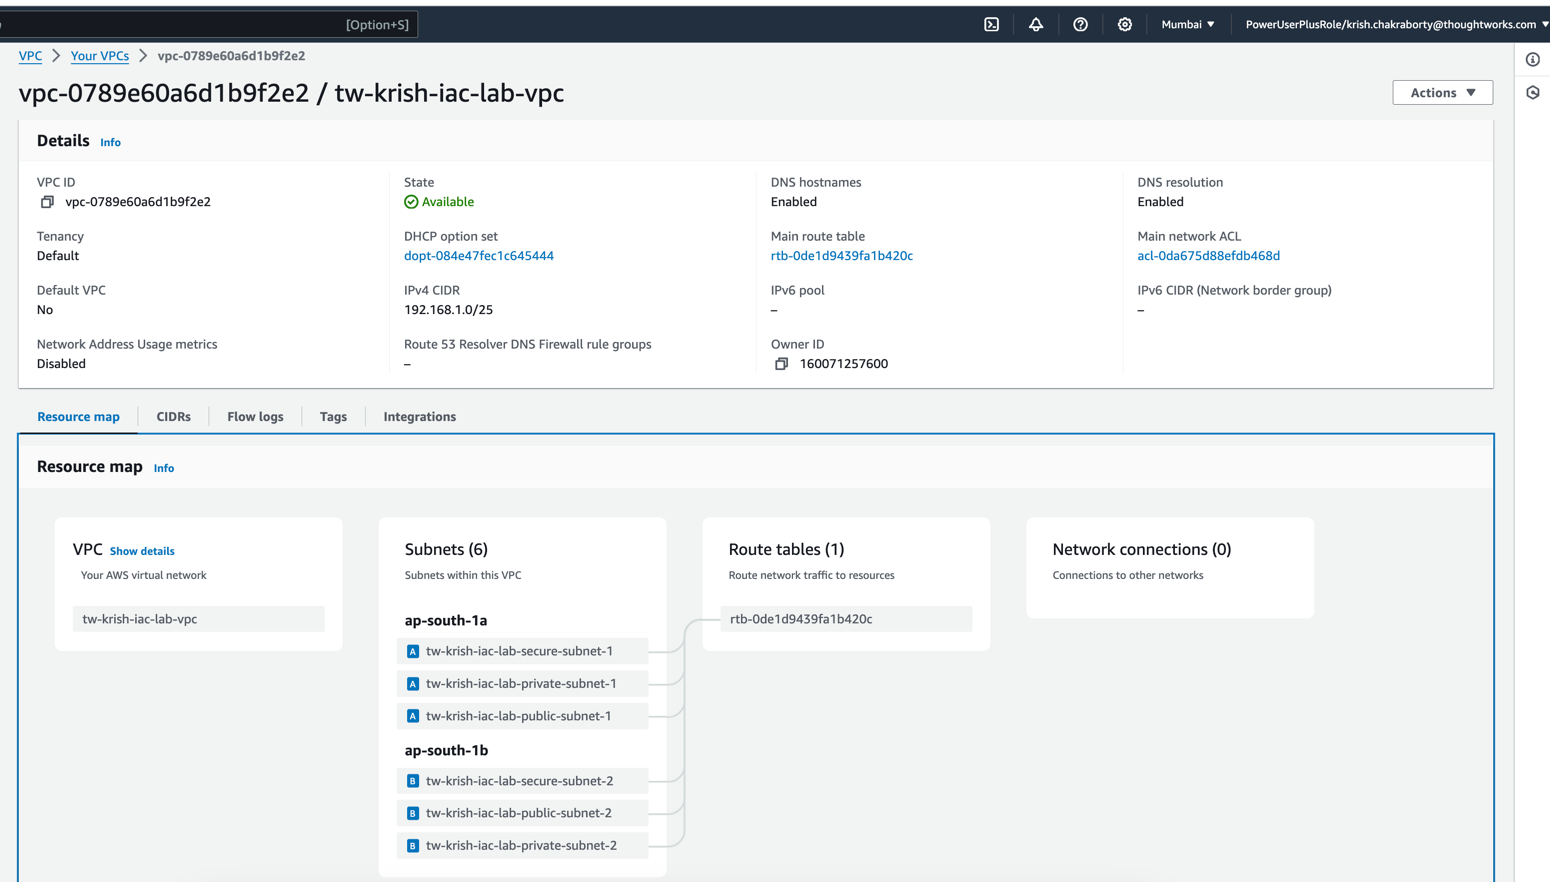 [Option+S]
Mumbai ▼
PowerUserPlusRole/krish.chakraborty@thoughtworks.com ▼
VPC > Your VPCs > vpc-0789e60a6d1b9f2e2
vpc-0789e60a6d1b9f2e2 / tw-krish-iac-lab-vpc
Actions ▼
Details Info
VPC ID
vpc-0789e60a6d1b9f2e2
State
Available
DNS hostnames
Enabled
DNS resolution
Enabled
Tenancy
Default
DHCP option set
dopt-084e47fec1c645444
Main route table
rtb-0de1d9439fa1b420c
Main network ACL
acl-0da675d88efdb468d
Default VPC
No
IPv4 CIDR
192.168.1.0/25
IPv6 pool
–
IPv6 CIDR (Network border group)
–
Network Address Usage metrics
Disabled
Route 53 Resolver DNS Firewall rule groups
–
Owner ID
160071257600
Resource map
CIDRs
Flow logs
Tags
Integrations
Resource map Info
VPC Show details
Your AWS virtual network
tw-krish-iac-lab-vpc
Subnets (6)
Subnets within this VPC
ap-south-1a
A tw-krish-iac-lab-secure-subnet-1
A tw-krish-iac-lab-private-subnet-1
A tw-krish-iac-lab-public-subnet-1
ap-south-1b
B tw-krish-iac-lab-secure-subnet-2
B tw-krish-iac-lab-public-subnet-2
B tw-krish-iac-lab-private-subnet-2
Route tables (1)
Route network traffic to resources
rtb-0de1d9439fa1b420c
Network connections (0)
Connections to other networks